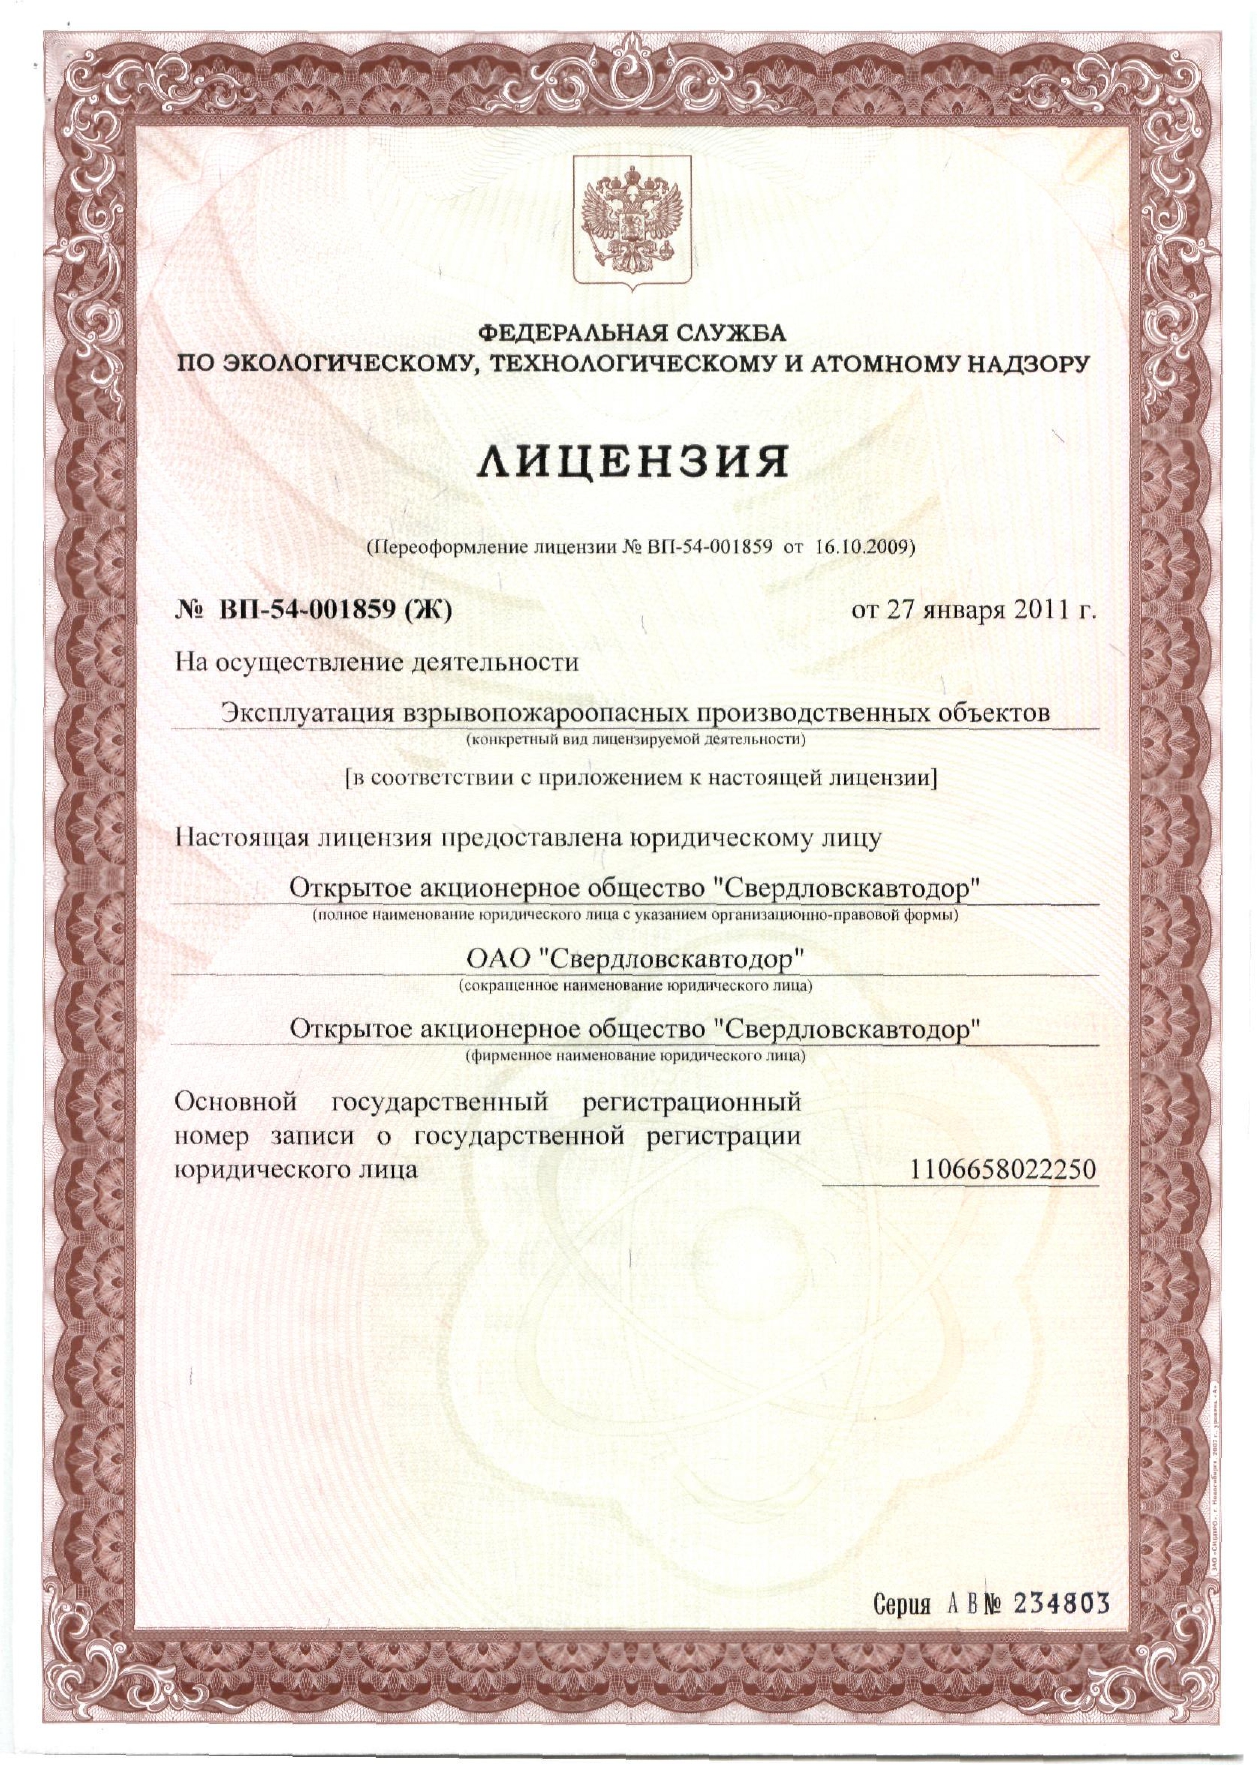 ФЕДЕРАЛЬНАЯ СЛУЖБА
ПО ЭКОЛОГИЧЕСКОМУ, ТЕХНОЛОГИЧЕСКОМУ И АТОМНОМУ НАДЗОРУ
ЛИЦЕНЗИЯ
(Переоформление лицензии № ВП-54-001859 от 16.10.2009)
№ ВП-54-001859 (Ж) от 27 января 2011 г.
На осуществление деятельности
Эксплуатация взрывопожароопасных производственных объектов
(конкретный вид лицензируемой деятельности)
[в соответствии с приложением к настоящей лицензии]
Настоящая лицензия предоставлена юридическому лицу
Открытое акционерное общество "Свердловскавтодор"
(полное наименование юридического лица с указанием организационно-правовой формы)
ОАО "Свердловскавтодор"
(сокращенное наименование юридического лица)
Открытое акционерное общество "Свердловскавтодор"
(фирменное наименование юридического лица)
Основной государственный регистрационный
номер записи о государственной регистрации
юридического лица 1106658022250
Серия А В № 234803